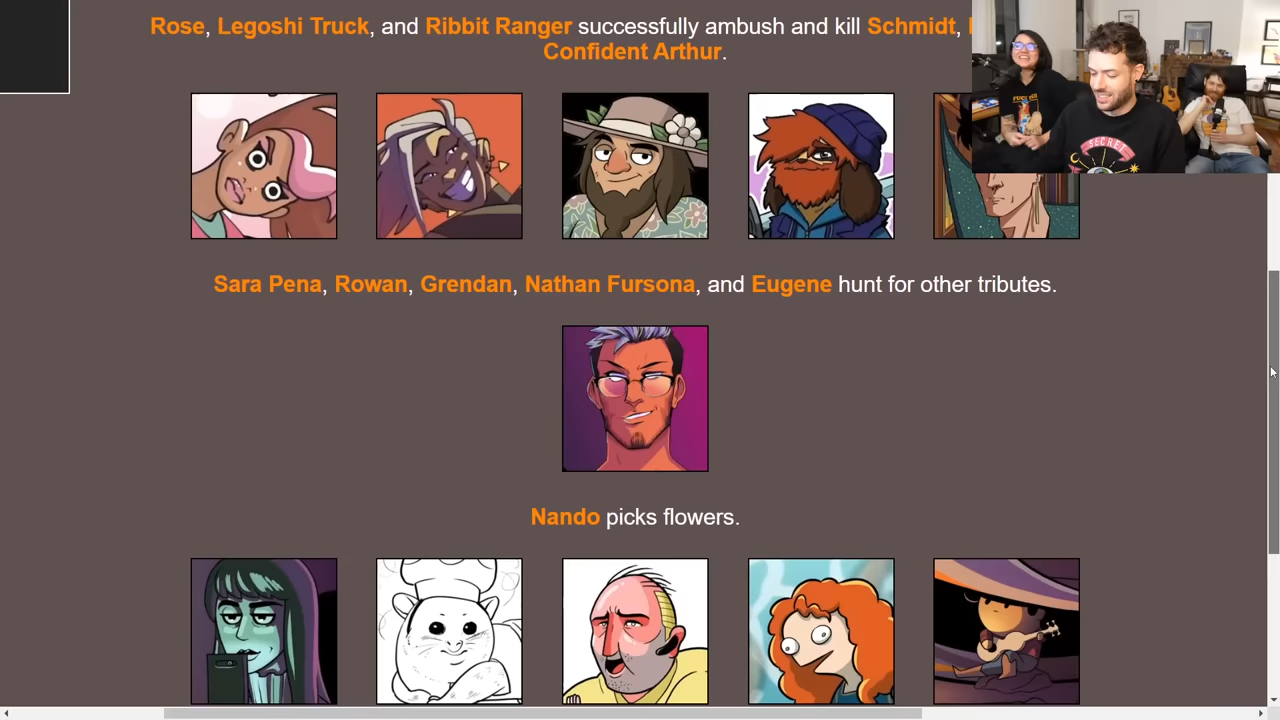 Rose, Legoshi Truck, and Ribbit Ranger successfully ambush and kill Schmidt,
Confident Arthur.
SECRET
Sara Pena, Rowan, Grendan, Nathan Fursona, and Eugene hunt for other tributes.
Nando picks flowers.